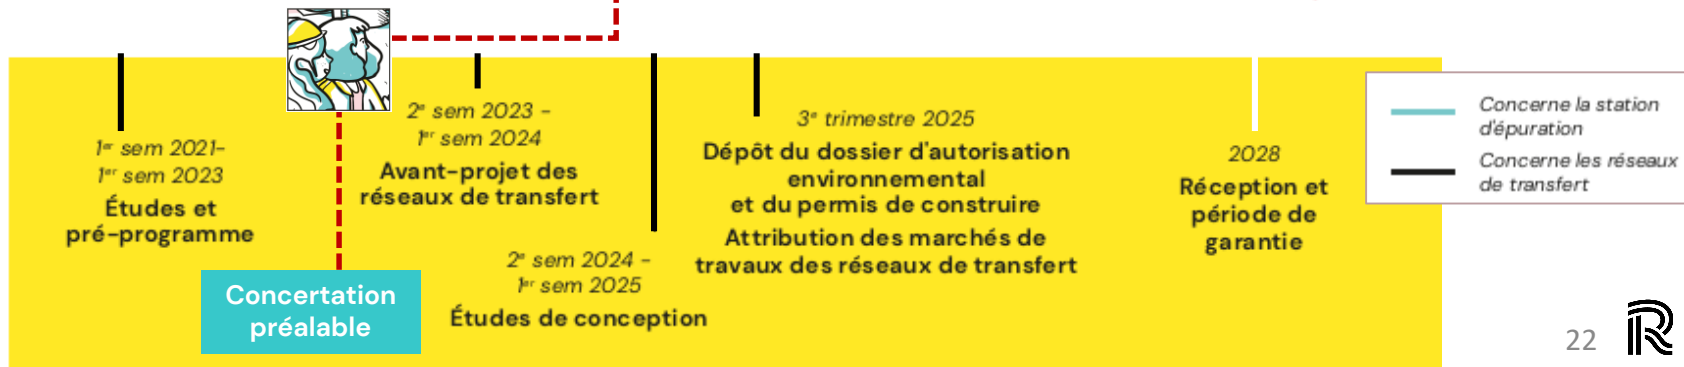 1er sem 2021-
1er sem 2023
Études et
pré-programme
Concertation
préalable
2e sem 2023 -
1er sem 2024
Avant-projet des
réseaux de transfert
2e sem 2024 -
1er sem 2025
Études de conception
3e trimestre 2025
Dépôt du dossier d'autorisation
environnemental
et du permis de construire
Attribution des marchés de
travaux des réseaux de transfert
2028
Réception et
période de
garantie
Concerne la station
d'épuration
Concerne les réseaux
de transfert
22
R